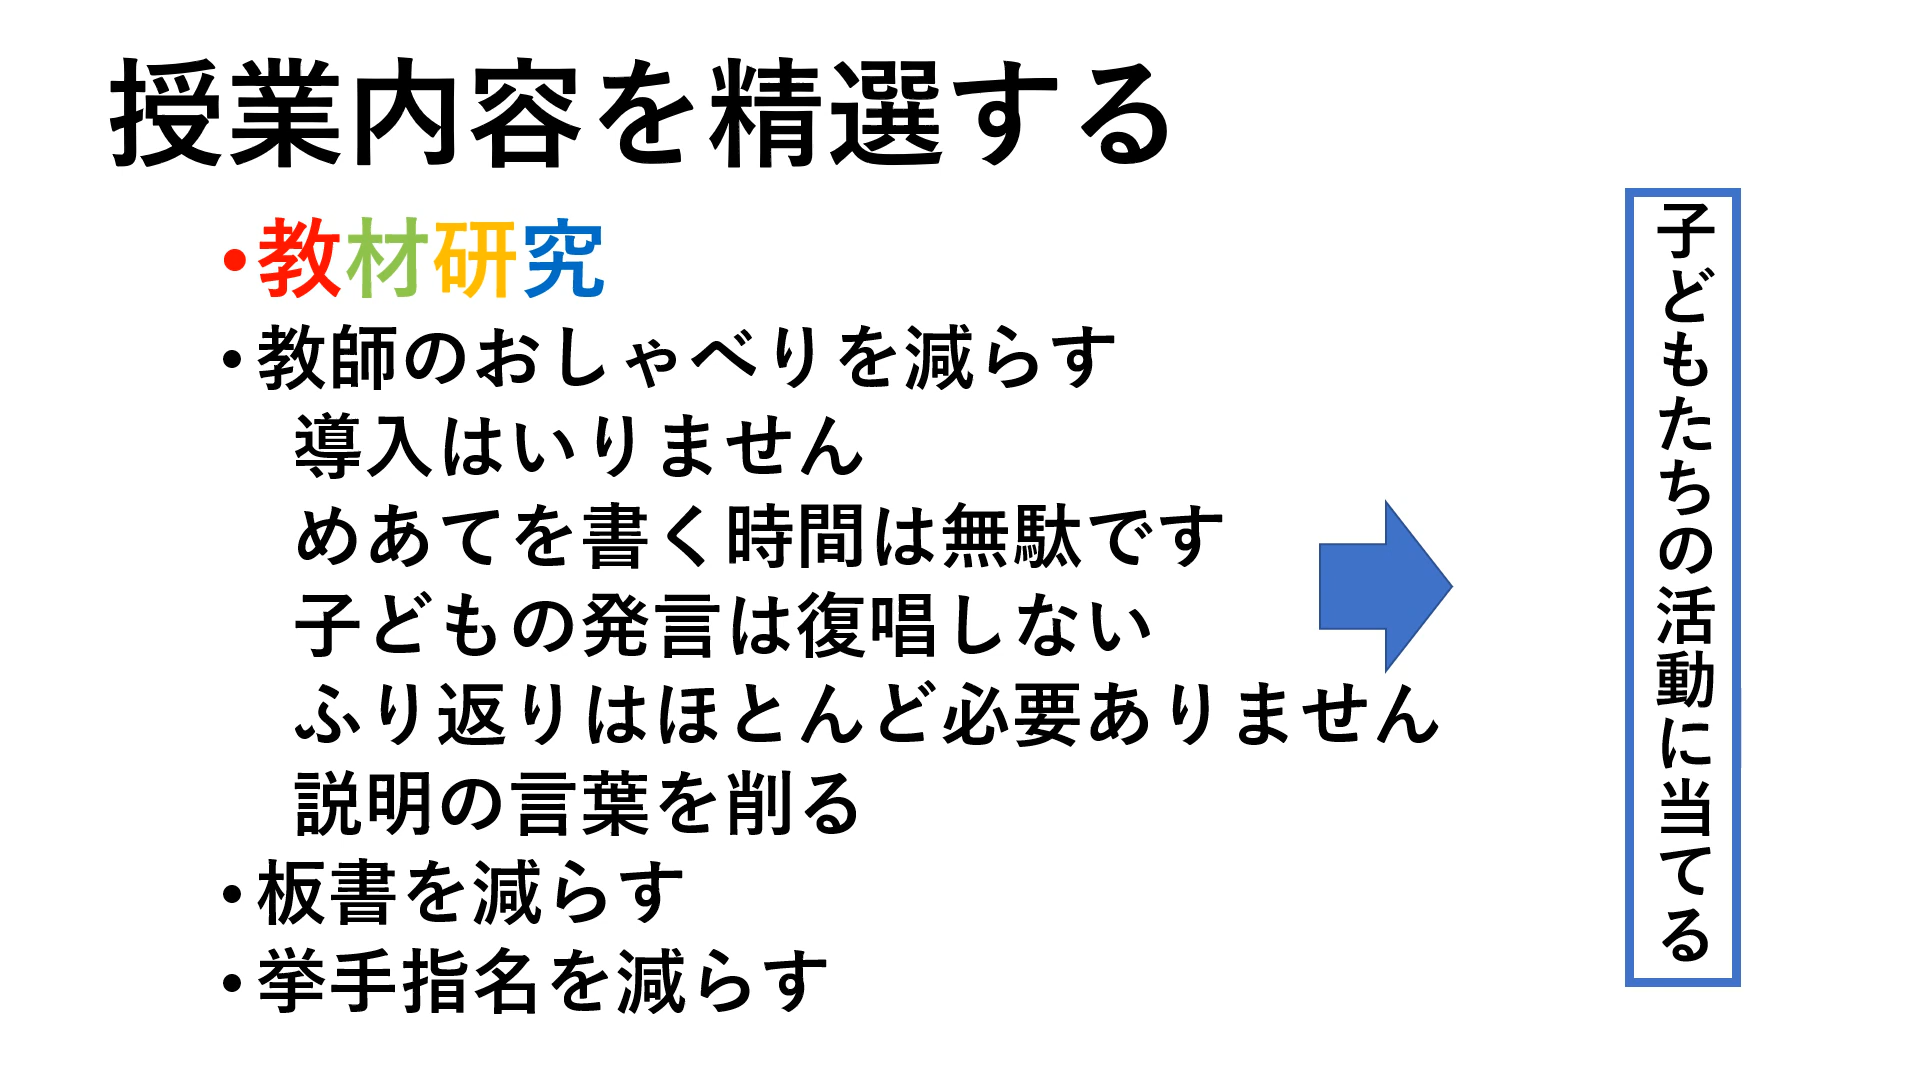 授業内容を精選する
•教材研究
•教師のおしゃべりを減らす
導入はいりません
めあてを書く時間は無駄です
子どもの発言は復唱しない
ふり返りはほとんど必要ありません
説明の言葉を削る
•板書を減らす
•挙手指名を減らす
子どもたちの活動に当てる